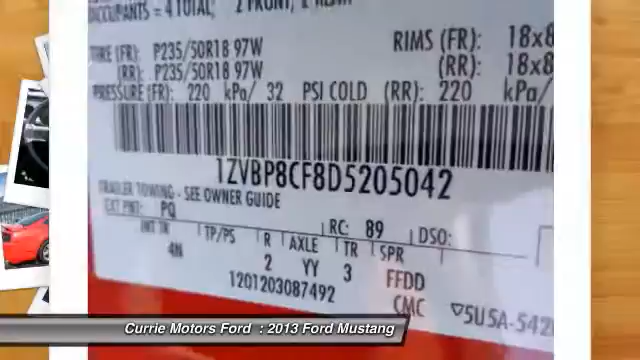 OCCUPANTS = 4 TOTAL, 2 FRONT, 2 REAR
TIRE (FR): P235/50R18 97W RIMS (FR): 18x8
(RR): P235/50R18 97W (RR): 18x8
PRESSURE (FR): 220 kPa/ 32 PSI COLD (RR): 220 kPa/
1ZVBP8CF8D5205042
TRAILER TOWING - SEE OWNER GUIDE
EXT PNT: PQ RC: 89 DSO:
INT TR TP/PS R AXLE TR SPR
4N 2 YY 3 FFDD
1201203087492 CMC ▽5U5A-542
Currie Motors Ford : 2013 Ford Mustang